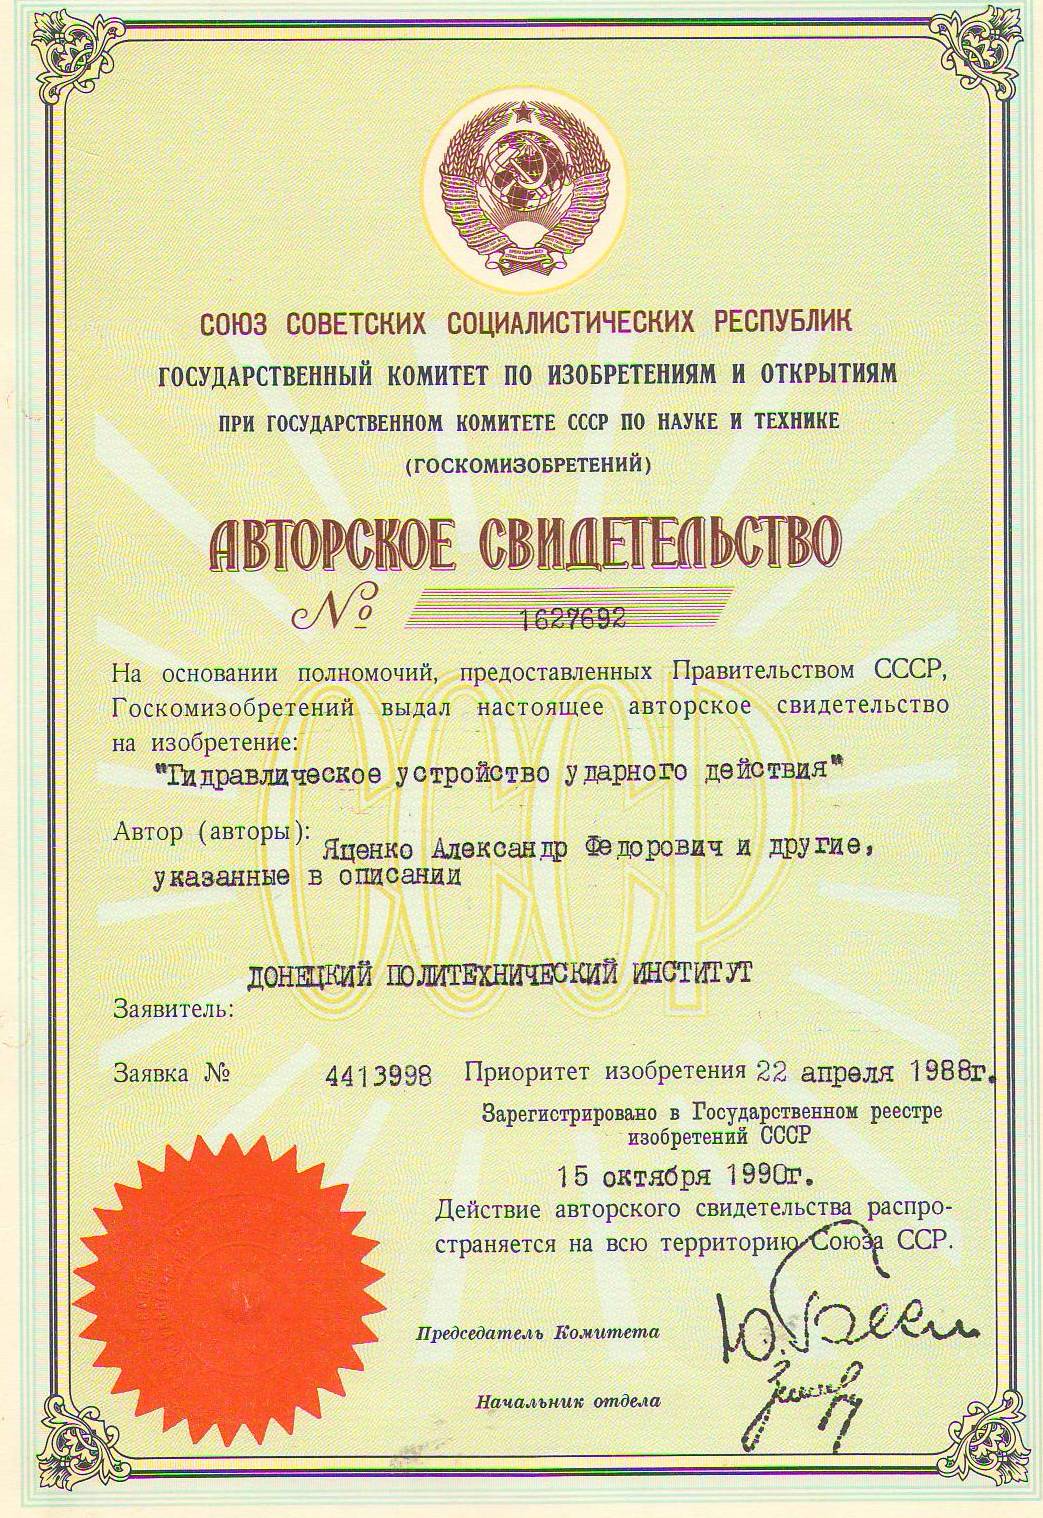 СОЮЗ СОВЕТСКИХ СОЦИАЛИСТИЧЕСКИХ РЕСПУБЛИК
ГОСУДАРСТВЕННЫЙ КОМИТЕТ ПО ИЗОБРЕТЕНИЯМ И ОТКРЫТИЯМ
ПРИ ГОСУДАРСТВЕННОМ КОМИТЕТЕ СССР ПО НАУКЕ И ТЕХНИКЕ
(ГОСКОМИЗОБРЕТЕНИЙ)
АВТОРСКОЕ СВИДЕТЕЛЬСТВО
№ 1627692
СССР
На основании полномочий, предоставленных Правительством СССР,
Госкомизобретений выдал настоящее авторское свидетельство
на изобретение:
"Гидравлическое устройство ударного действия"
Автор (авторы): Яценко Александр Федорович и другие,
указанные в описании
ДОНЕЦКИЙ ПОЛИТЕХНИЧЕСКИЙ ИНСТИТУТ
Заявитель:
Заявка № 4413998 Приоритет изобретения 22 апреля 1988г.
Зарегистрировано в Государственном реестре
изобретений СССР
15 октября 1990г.
Действие авторского свидетельства распро-
страняется на всю территорию Союза ССР.
Председатель Комитета
Начальник отдела